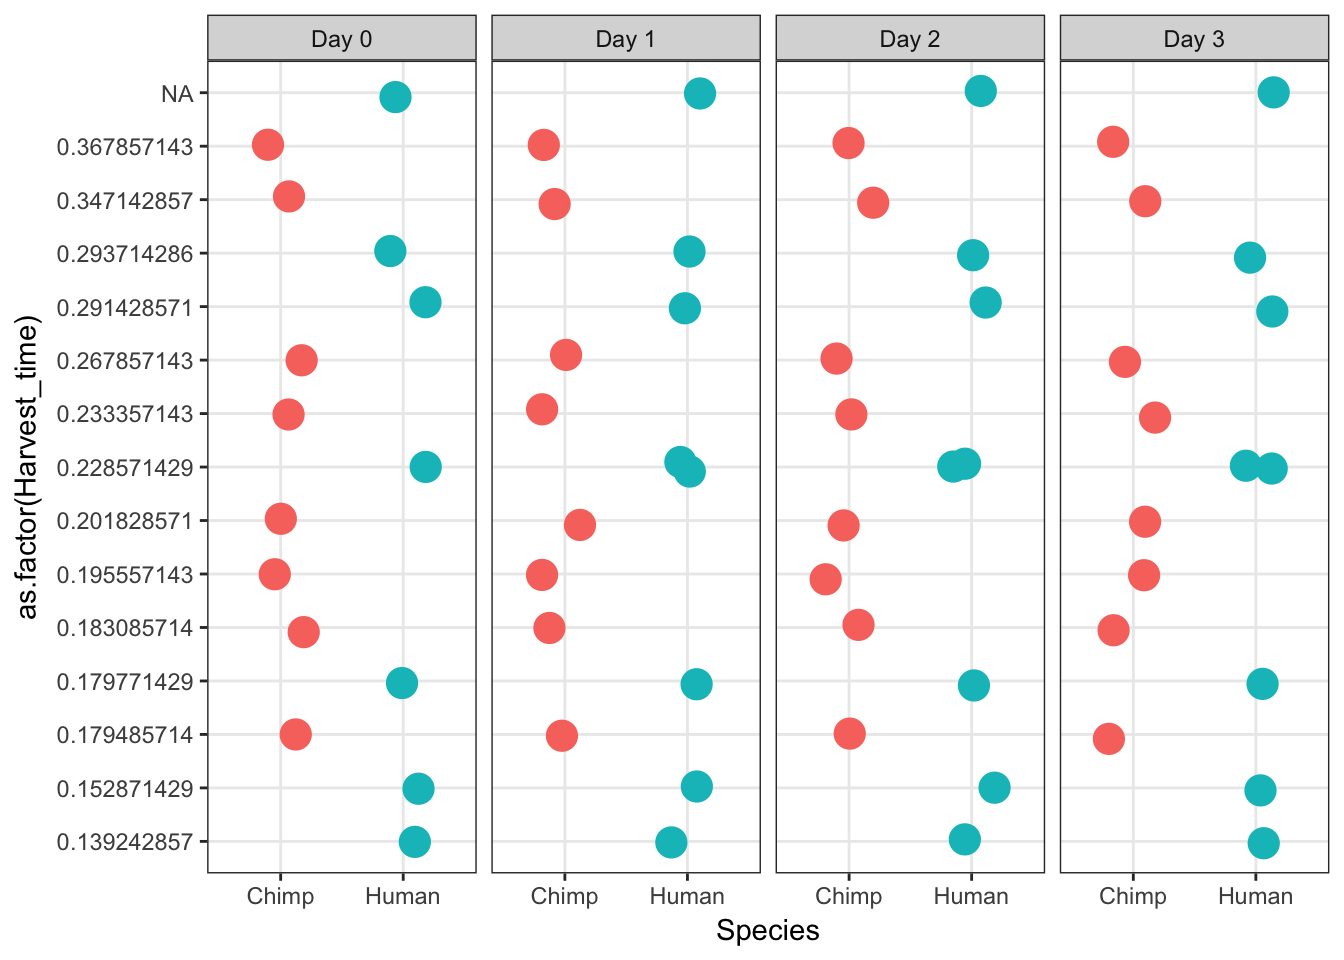 Day 0 Day 1 Day 2 Day 3
NA
0.367857143
0.347142857
0.293714286
0.291428571
0.267857143
0.233357143
0.228571429
0.201828571
0.195557143
0.183085714
0.179771429
0.179485714
0.152871429
0.139242857
as.factor(Harvest_time)
Chimp Human Chimp Human Chimp Human Chimp Human
Species